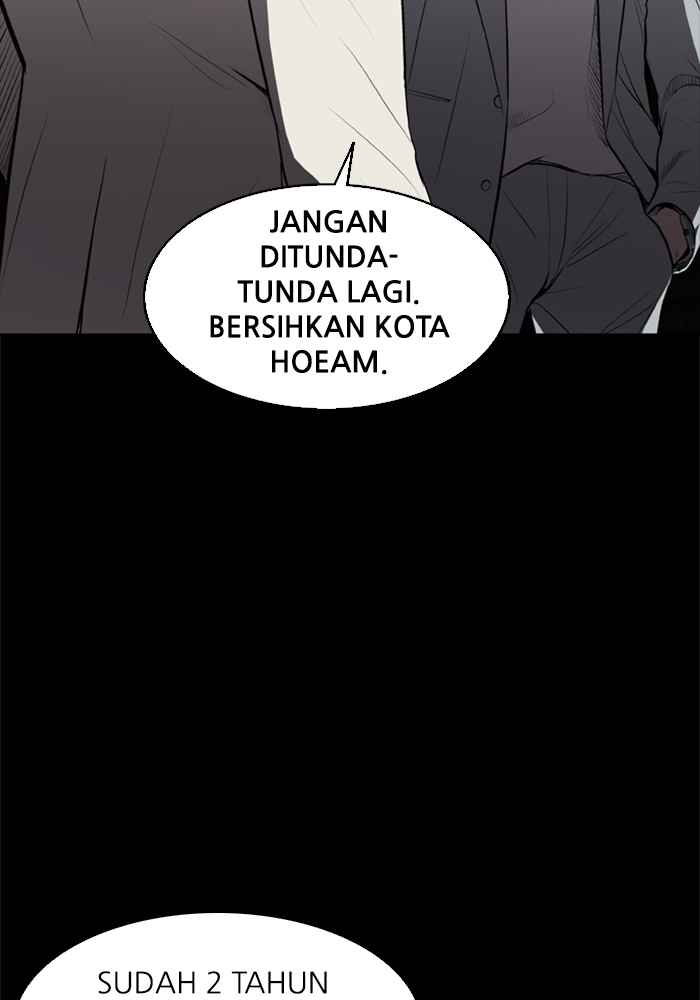 JANGAN
DITUNDA-
TUNDA LAGI.
BERSIHKAN KOTA
HOEAM.
SUDAH 2 TAHUN